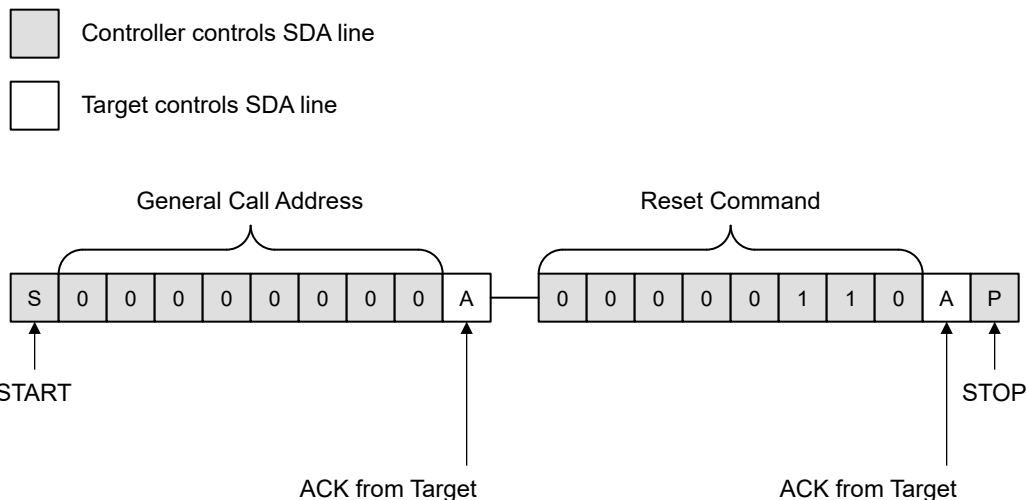 Controller controls SDA line
Target controls SDA line
General Call Address
Reset Command
S 0 0 0 0 0 0 0 0 A 0 0 0 0 0 1 1 0 A P
START
STOP
ACK from Target
ACK from Target